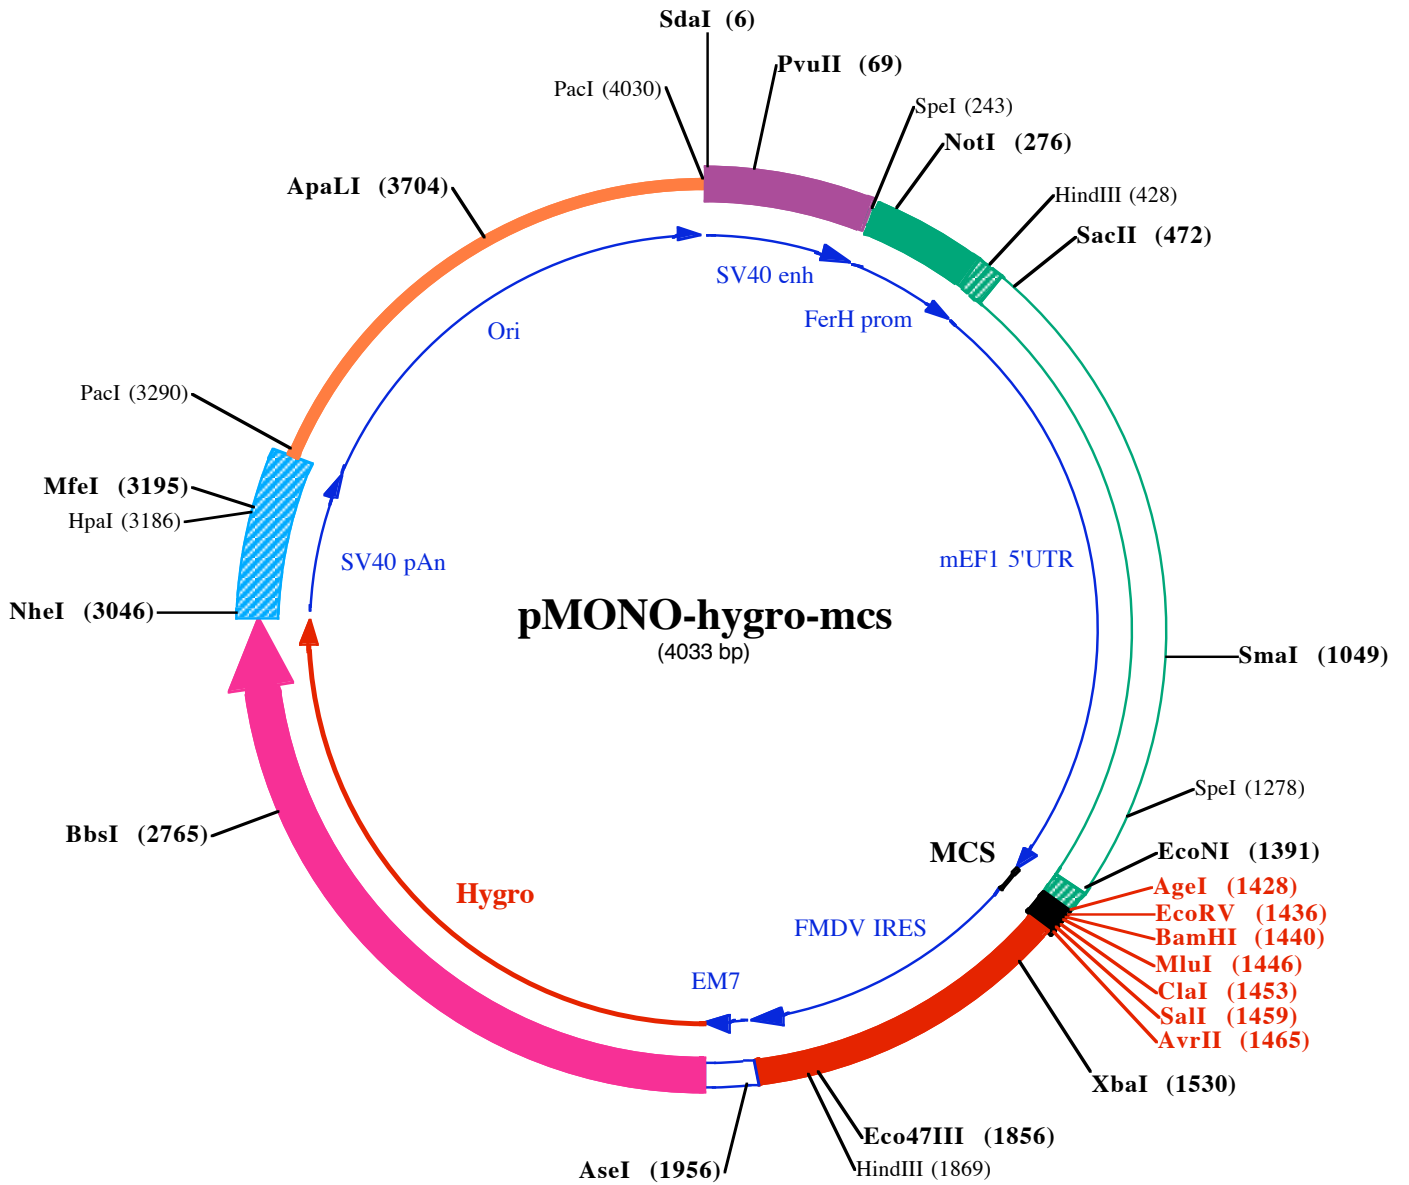 SdaI (6)
PvuII (69)
PacI (4030)
SpeI (243)
NotI (276)
ApaLI (3704)
HindIII (428)
SacII (472)
SV40 enh
FerH prom
Ori
PacI (3290)
MfeI (3195)
HpaI (3186)
SV40 pAn
mEF1 5'UTR
NheI (3046)
pMONO-hygro-mcs
(4033 bp)
SmaI (1049)
SpeI (1278)
BbsI (2765)
MCS
EcoNI (1391)
AgeI (1428)
Hygro
EcoRV (1436)
FMDV IRES
BamHI (1440)
MluI (1446)
EM7
ClaI (1453)
SalI (1459)
AvrII (1465)
XbaI (1530)
Eco47III (1856)
AseI (1956)
HindIII (1869)